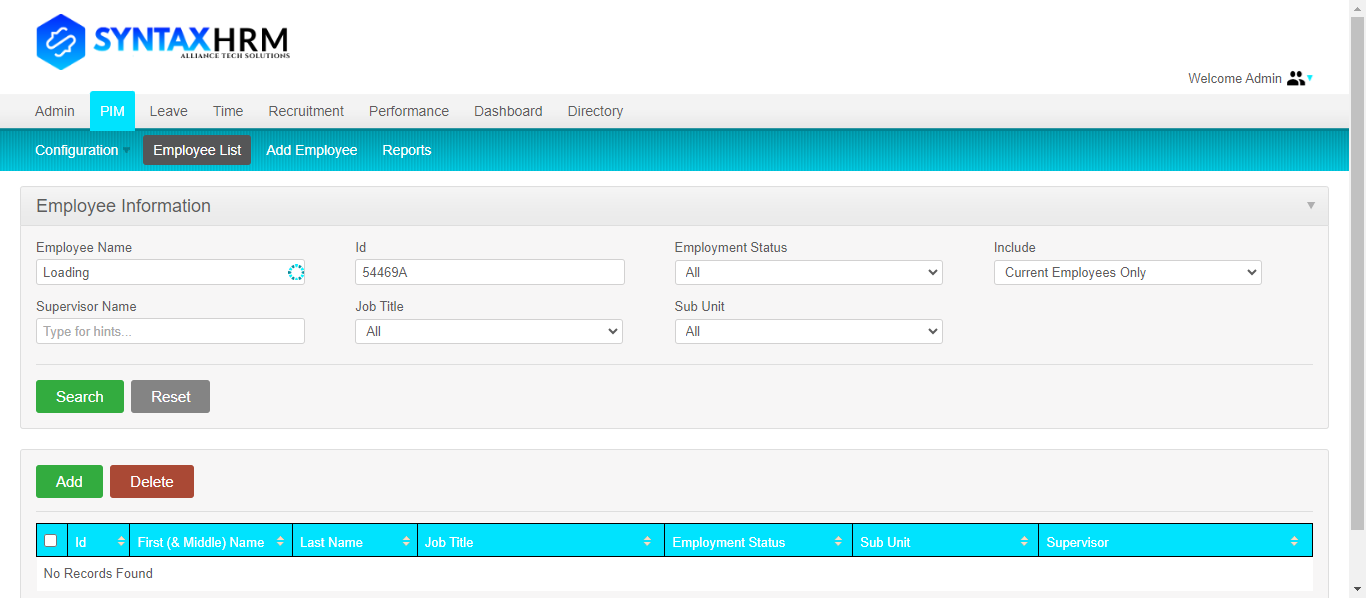 SYNTAXHRM
ALLIANCE TECH SOLUTIONS
Welcome Admin
Admin PIM Leave Time Recruitment Performance Dashboard Directory
Configuration Employee List Add Employee Reports
Employee Information
Employee Name Id Employment Status Include
Loading 54469A All Current Employees Only
Supervisor Name Job Title Sub Unit
Type for hints... All All
Search Reset
Add Delete
Id First (& Middle) Name Last Name Job Title Employment Status Sub Unit Supervisor
No Records Found